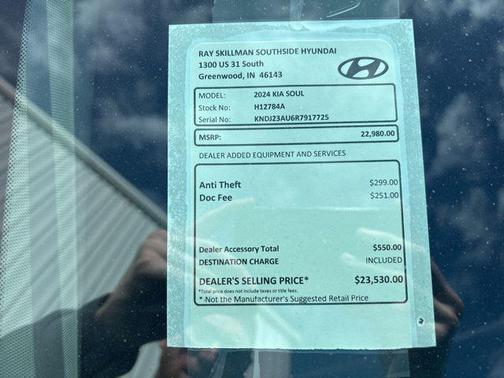 RAY SKILLMAN SOUTHSIDE HYUNDAI
1300 US 31 South
Greenwood, IN 46143
MODEL: 2024 KIA SOUL
Stock No: H12784A
Serial No: KNDJ23AU6R7917725
MSRP: 22,980.00
DEALER ADDED EQUIPMENT AND SERVICES
Anti Theft $299.00
Doc Fee $251.00
Dealer Accessory Total $550.00
DESTINATION CHARGE INCLUDED
DEALER'S SELLING PRICE* $23,530.00
*Total price does not include taxes or title fees.
* Not the Manufacturer's Suggested Retail Price